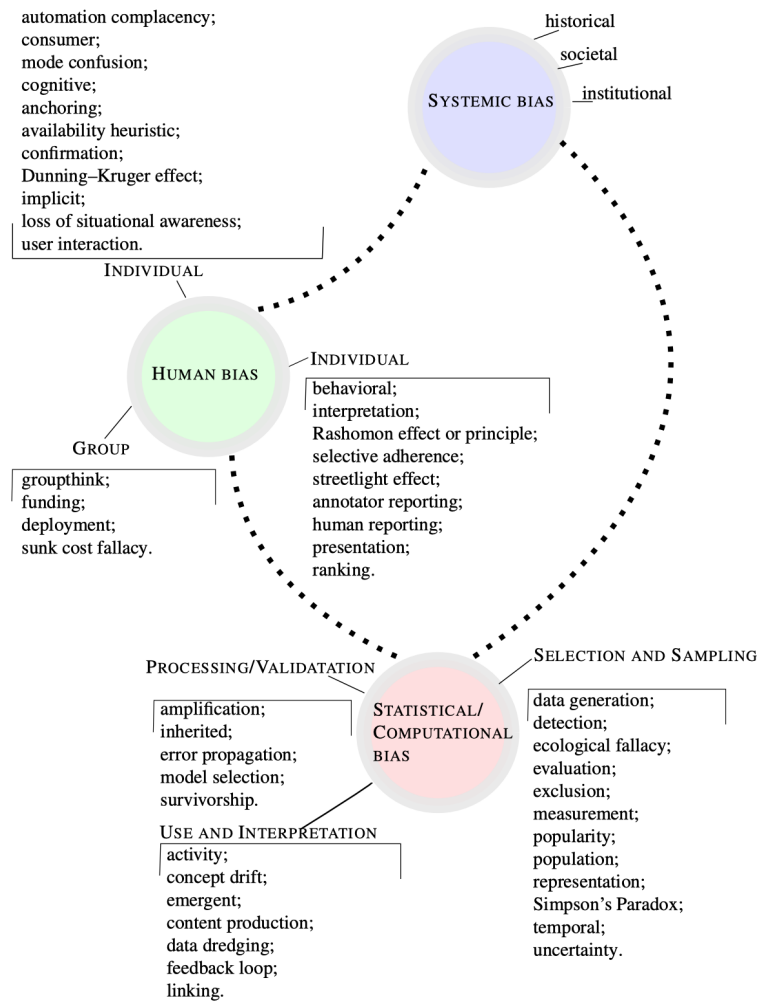 automation complacency;
consumer;
mode confusion;
cognitive;
anchoring;
availability heuristic;
confirmation;
Dunning–Kruger effect;
implicit;
loss of situational awareness;
user interaction.
INDIVIDUAL
historical
societal
institutional
SYSTEMIC BIAS
HUMAN BIAS
INDIVIDUAL
behavioral;
interpretation;
Rashomon effect or principle;
selective adherence;
streetlight effect;
annotator reporting;
human reporting;
presentation;
ranking.
GROUP
groupthink;
funding;
deployment;
sunk cost fallacy.
PROCESSING/VALIDATATION
amplification;
inherited;
error propagation;
model selection;
survivorship.
STATISTICAL/
COMPUTATIONAL
BIAS
SELECTION AND SAMPLING
data generation;
detection;
ecological fallacy;
evaluation;
exclusion;
measurement;
popularity;
population;
representation;
Simpson's Paradox;
temporal;
uncertainty.
USE AND INTERPRETATION
activity;
concept drift;
emergent;
content production;
data dredging;
feedback loop;
linking.